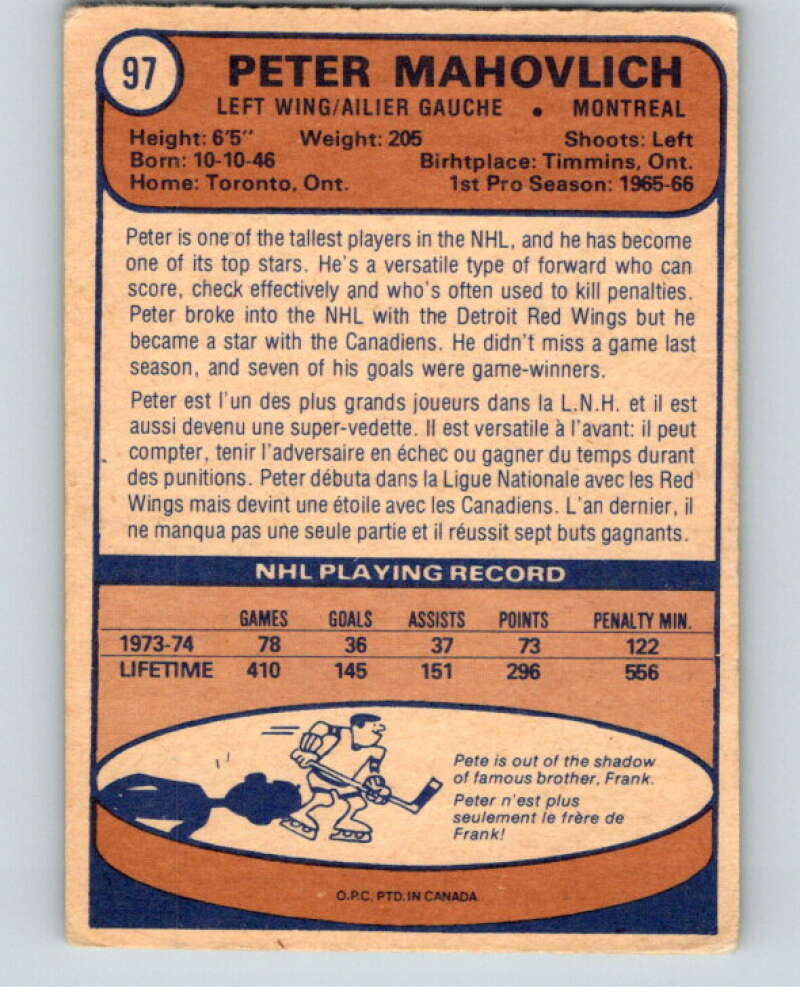 97
PETER MAHOVLICH
LEFT WING/AILIER GAUCHE • MONTREAL
Height: 6'5" Weight: 205 Shoots: Left
Born: 10-10-46 Birhtplace: Timmins, Ont.
Home: Toronto, Ont. 1st Pro Season: 1965-66
Peter is one of the tallest players in the NHL, and he has become
one of its top stars. He's a versatile type of forward who can
score, check effectively and who's often used to kill penalties.
Peter broke into the NHL with the Detroit Red Wings but he
became a star with the Canadiens. He didn't miss a game last
season, and seven of his goals were game-winners.
Peter est l'un des plus grands joueurs dans la L.N.H. et il est
aussi devenu une super-vedette. Il est versatile à l'avant: il peut
compter, tenir l'adversaire en échec ou gagner du temps durant
des punitions. Peter débuta dans la Ligue Nationale avec les Red
Wings mais devint une étoile avec les Canadiens. L'an dernier, il
ne manqua pas une seule partie et il réussit sept buts gagnants.
NHL PLAYING RECORD
GAMES GOALS ASSISTS POINTS PENALTY MIN.
1973-74 78 36 37 73 122
LIFETIME 410 145 151 296 556
Pete is out of the shadow
of famous brother, Frank.
Peter n'est plus
seulement le frère de
Frank!
O.P.C. PTD. IN CANADA